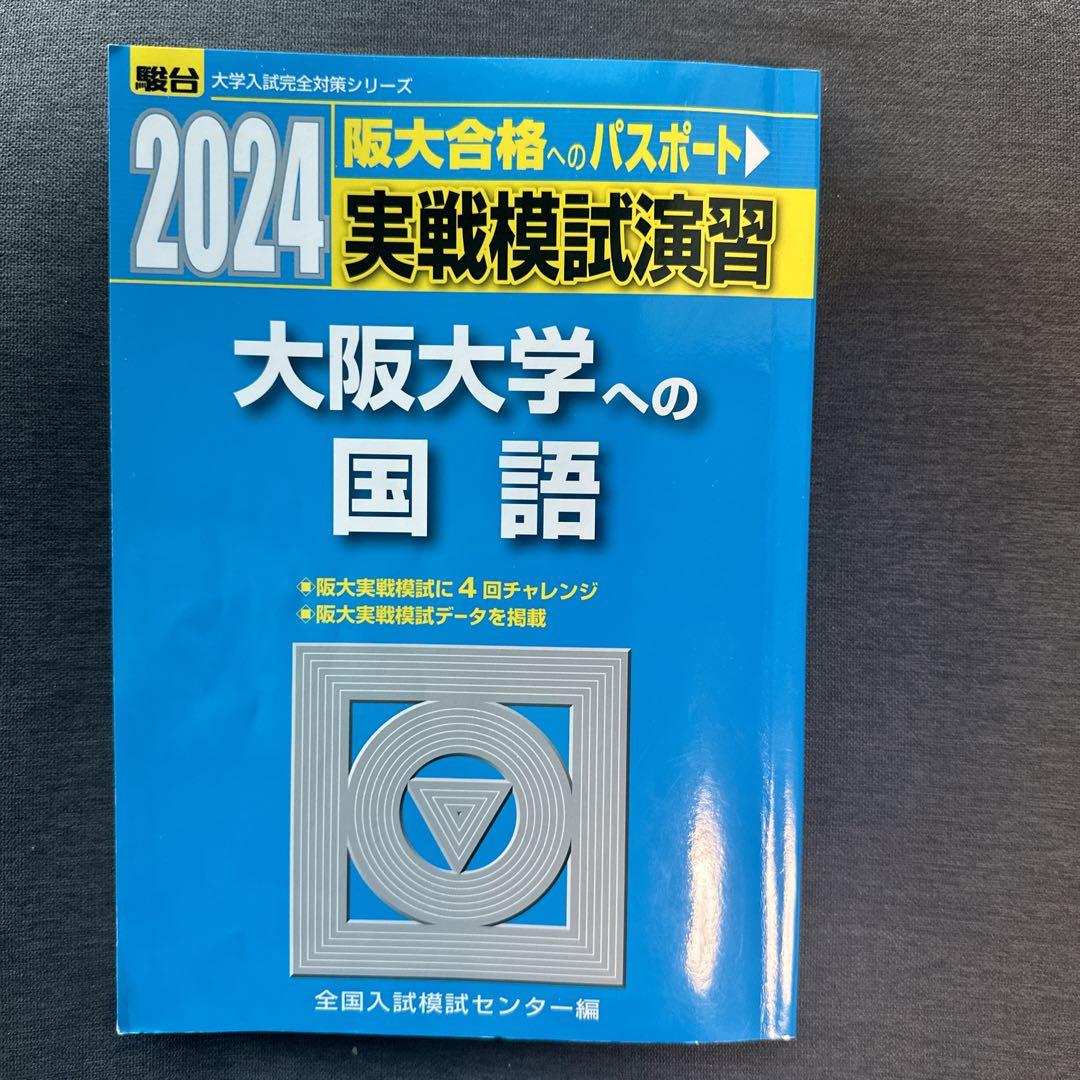 駿台 大学入試完全対策シリーズ
2024
阪大合格へのパスポート
実戦模試演習
大阪大学への
国語
阪大実戦模試に4回チャレンジ
阪大実戦模試データを掲載
全国入試模試センター編